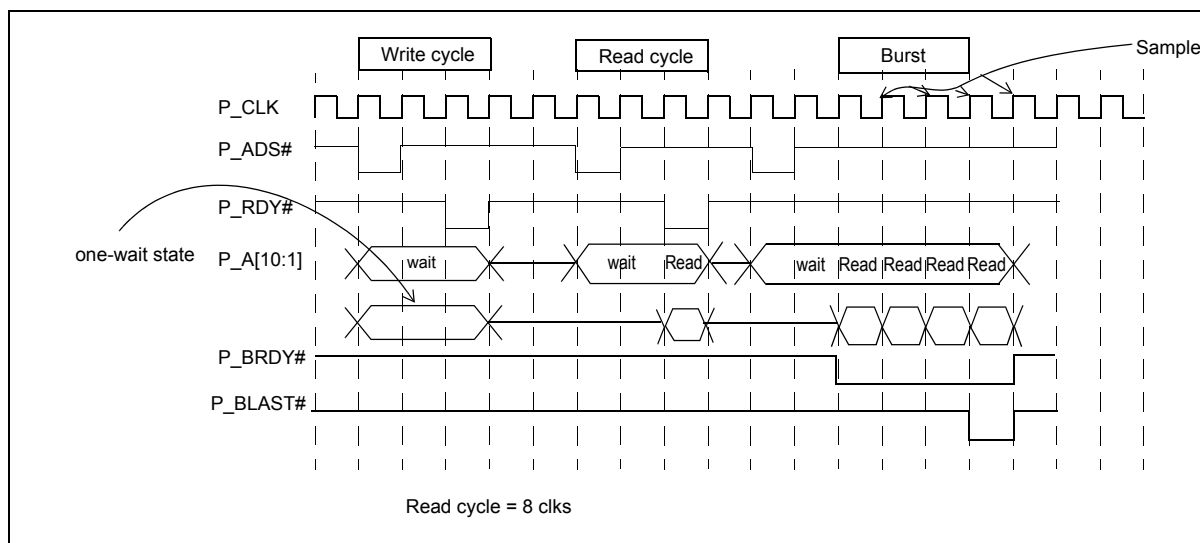 Write cycle Read cycle Burst Sample
P_CLK
P_ADS#
P_RDY#
one-wait state
P_A[10:1] wait wait Read wait Read Read Read Read
P_BRDY#
P_BLAST#
Read cycle = 8 clks